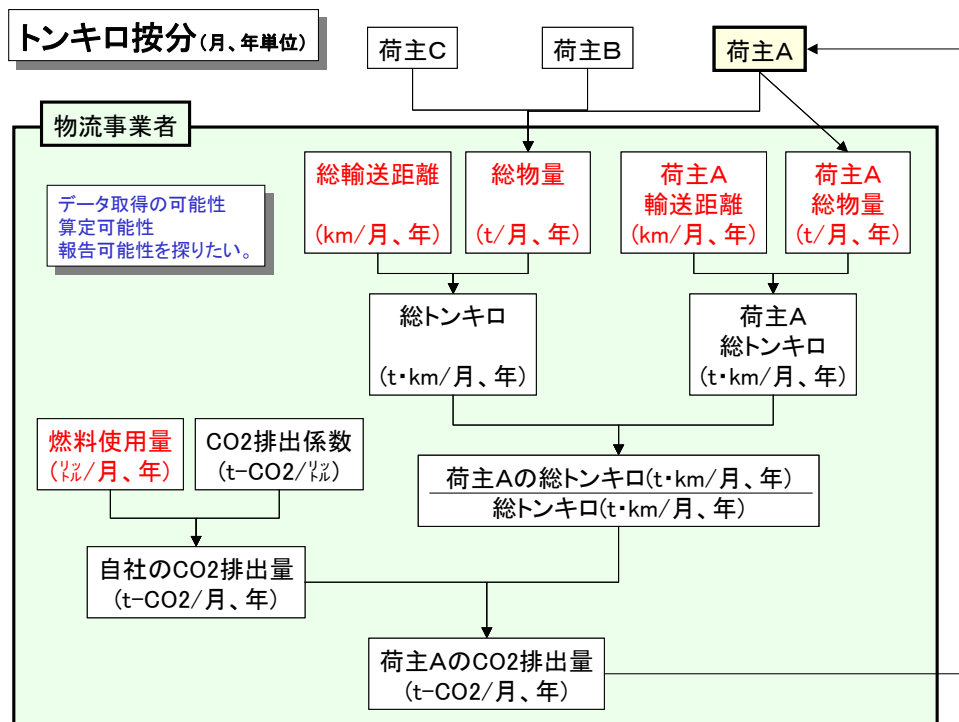 トンキロ按分(月、年単位)
荷主C
荷主B
荷主A
物流事業者
データ取得の可能性
算定可能性
報告可能性を探りたい。
総輸送距離
(km/月、年)
総物量
(t/月、年)
荷主A
輸送距離
(km/月、年)
荷主A
総物量
(t/月、年)
総トンキロ
(t・km/月、年)
荷主A
総トンキロ
(t・km/月、年)
燃料使用量
(㍑/月、年)
CO2排出係数
(t-CO2/㍑)
荷主Aの総トンキロ(t・km/月、年)
総トンキロ(t・km/月、年)
自社のCO2排出量
(t-CO2/月、年)
荷主AのCO2排出量
(t-CO2/月、年)